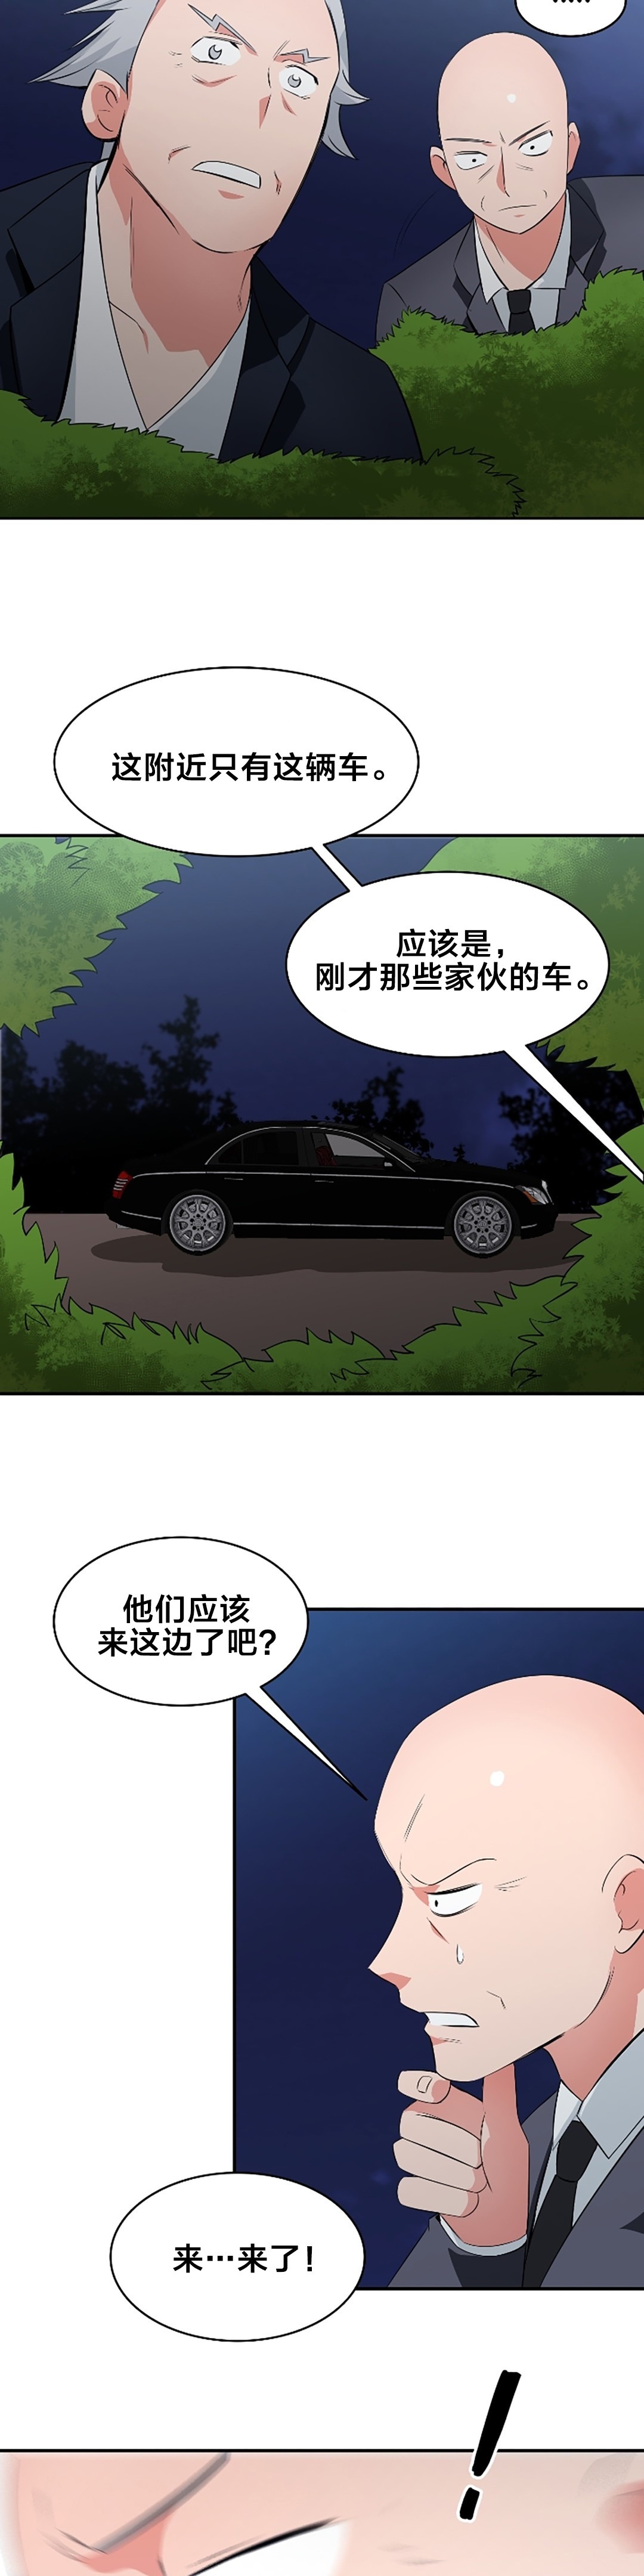 ……
这附近只有这辆车。
应该是，
刚才那些家伙的车。
他们应该
来这边了吧？
来…来了！
！